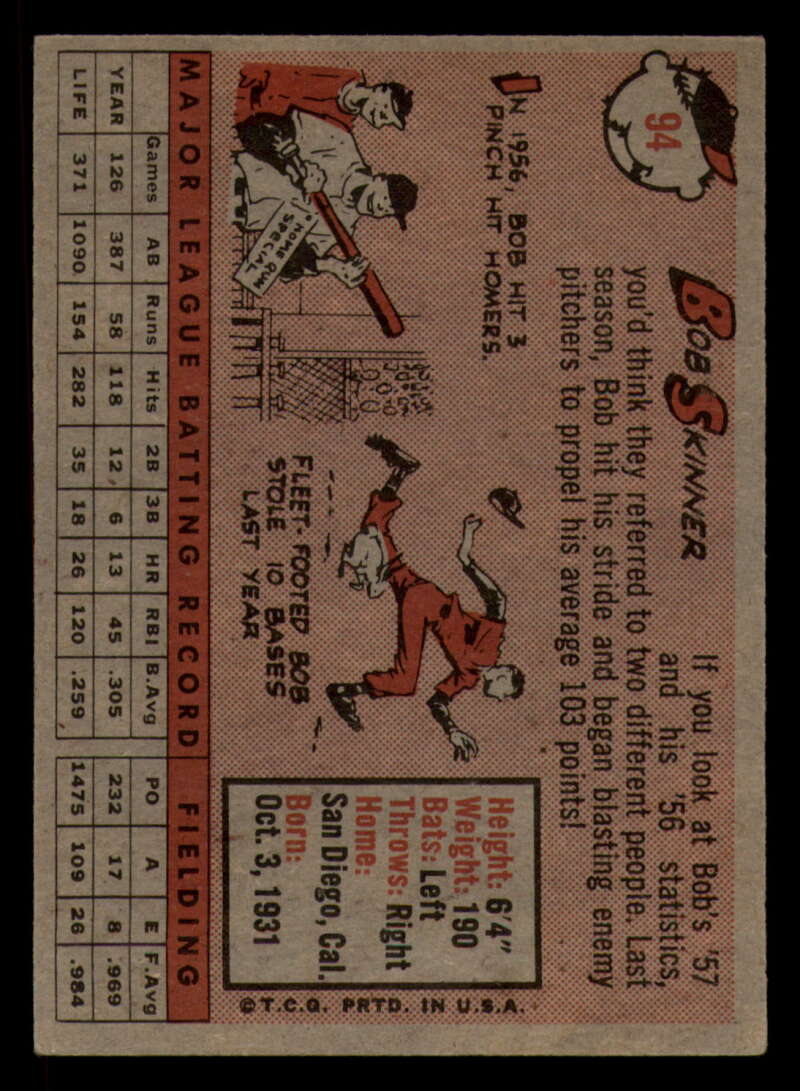 94
BOB SKINNER
If you look at Bob's '57
and his '56 statistics,
you'd think they referred to two different people. Last
season, Bob hit his stride and began blasting enemy
pitchers to propel his average 103 points!
IN 1956, BOB HIT 3
PINCH HIT HOMERS.
"HOME RUN
SPECIAL"
FLEET-FOOTED BOB
STOLE 10 BASES
LAST YEAR
Height: 6'4"
Weight: 190
Bats: Left
Throws: Right
Home:
San Diego, Cal.
Born:
Oct. 3, 1931
©T.C.G. PRTD. IN U.S.A.
MAJOR LEAGUE BATTING RECORD FIELDING
Games AB Runs Hits 2B 3B HR RBI B.Avg PO A E F.Avg
YEAR 126 387 58 118 12 6 13 45 .305 232 17 8 .969
LIFE 371 1090 154 282 35 18 26 120 .259 1475 109 26 .984